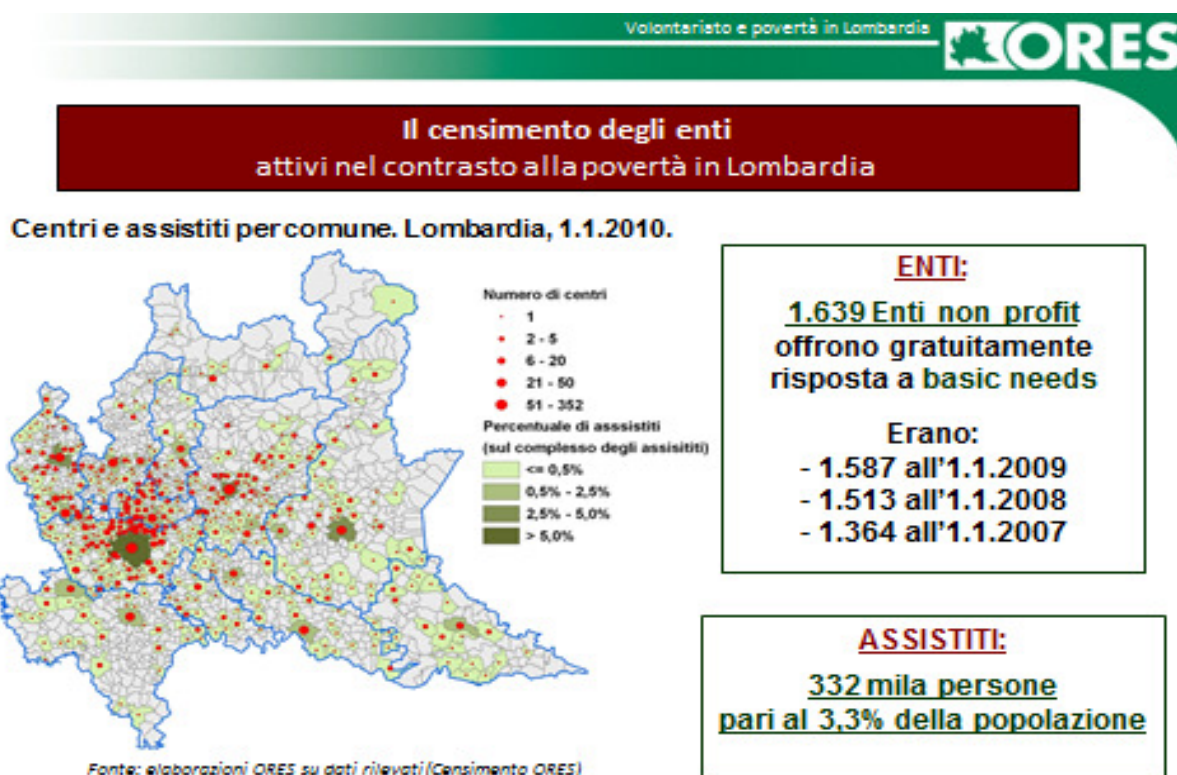 Volontariato e povertà in Lombardia
ORES
Il censimento degli enti
attivi nel contrasto alla povertà in Lombardia
Centri e assistiti per comune. Lombardia, 1.1.2010.
Numero di centri
1
2 - 5
6 - 20
21 - 50
51 - 352
Percentuale di asssistiti
(sul complesso degli assisititi)
<= 0,5%
0,5% - 2,5%
2,5% - 5,0%
> 5,0%
Fonte: elaborazioni ORES su dati rilevati (Censimento ORES)
ENTI:
1.639 Enti non profit
offrono gratuitamente
risposta a basic needs
Erano:
- 1.587 all'1.1.2009
- 1.513 all'1.1.2008
- 1.364 all'1.1.2007
ASSISTITI:
332 mila persone
pari al 3,3% della popolazione